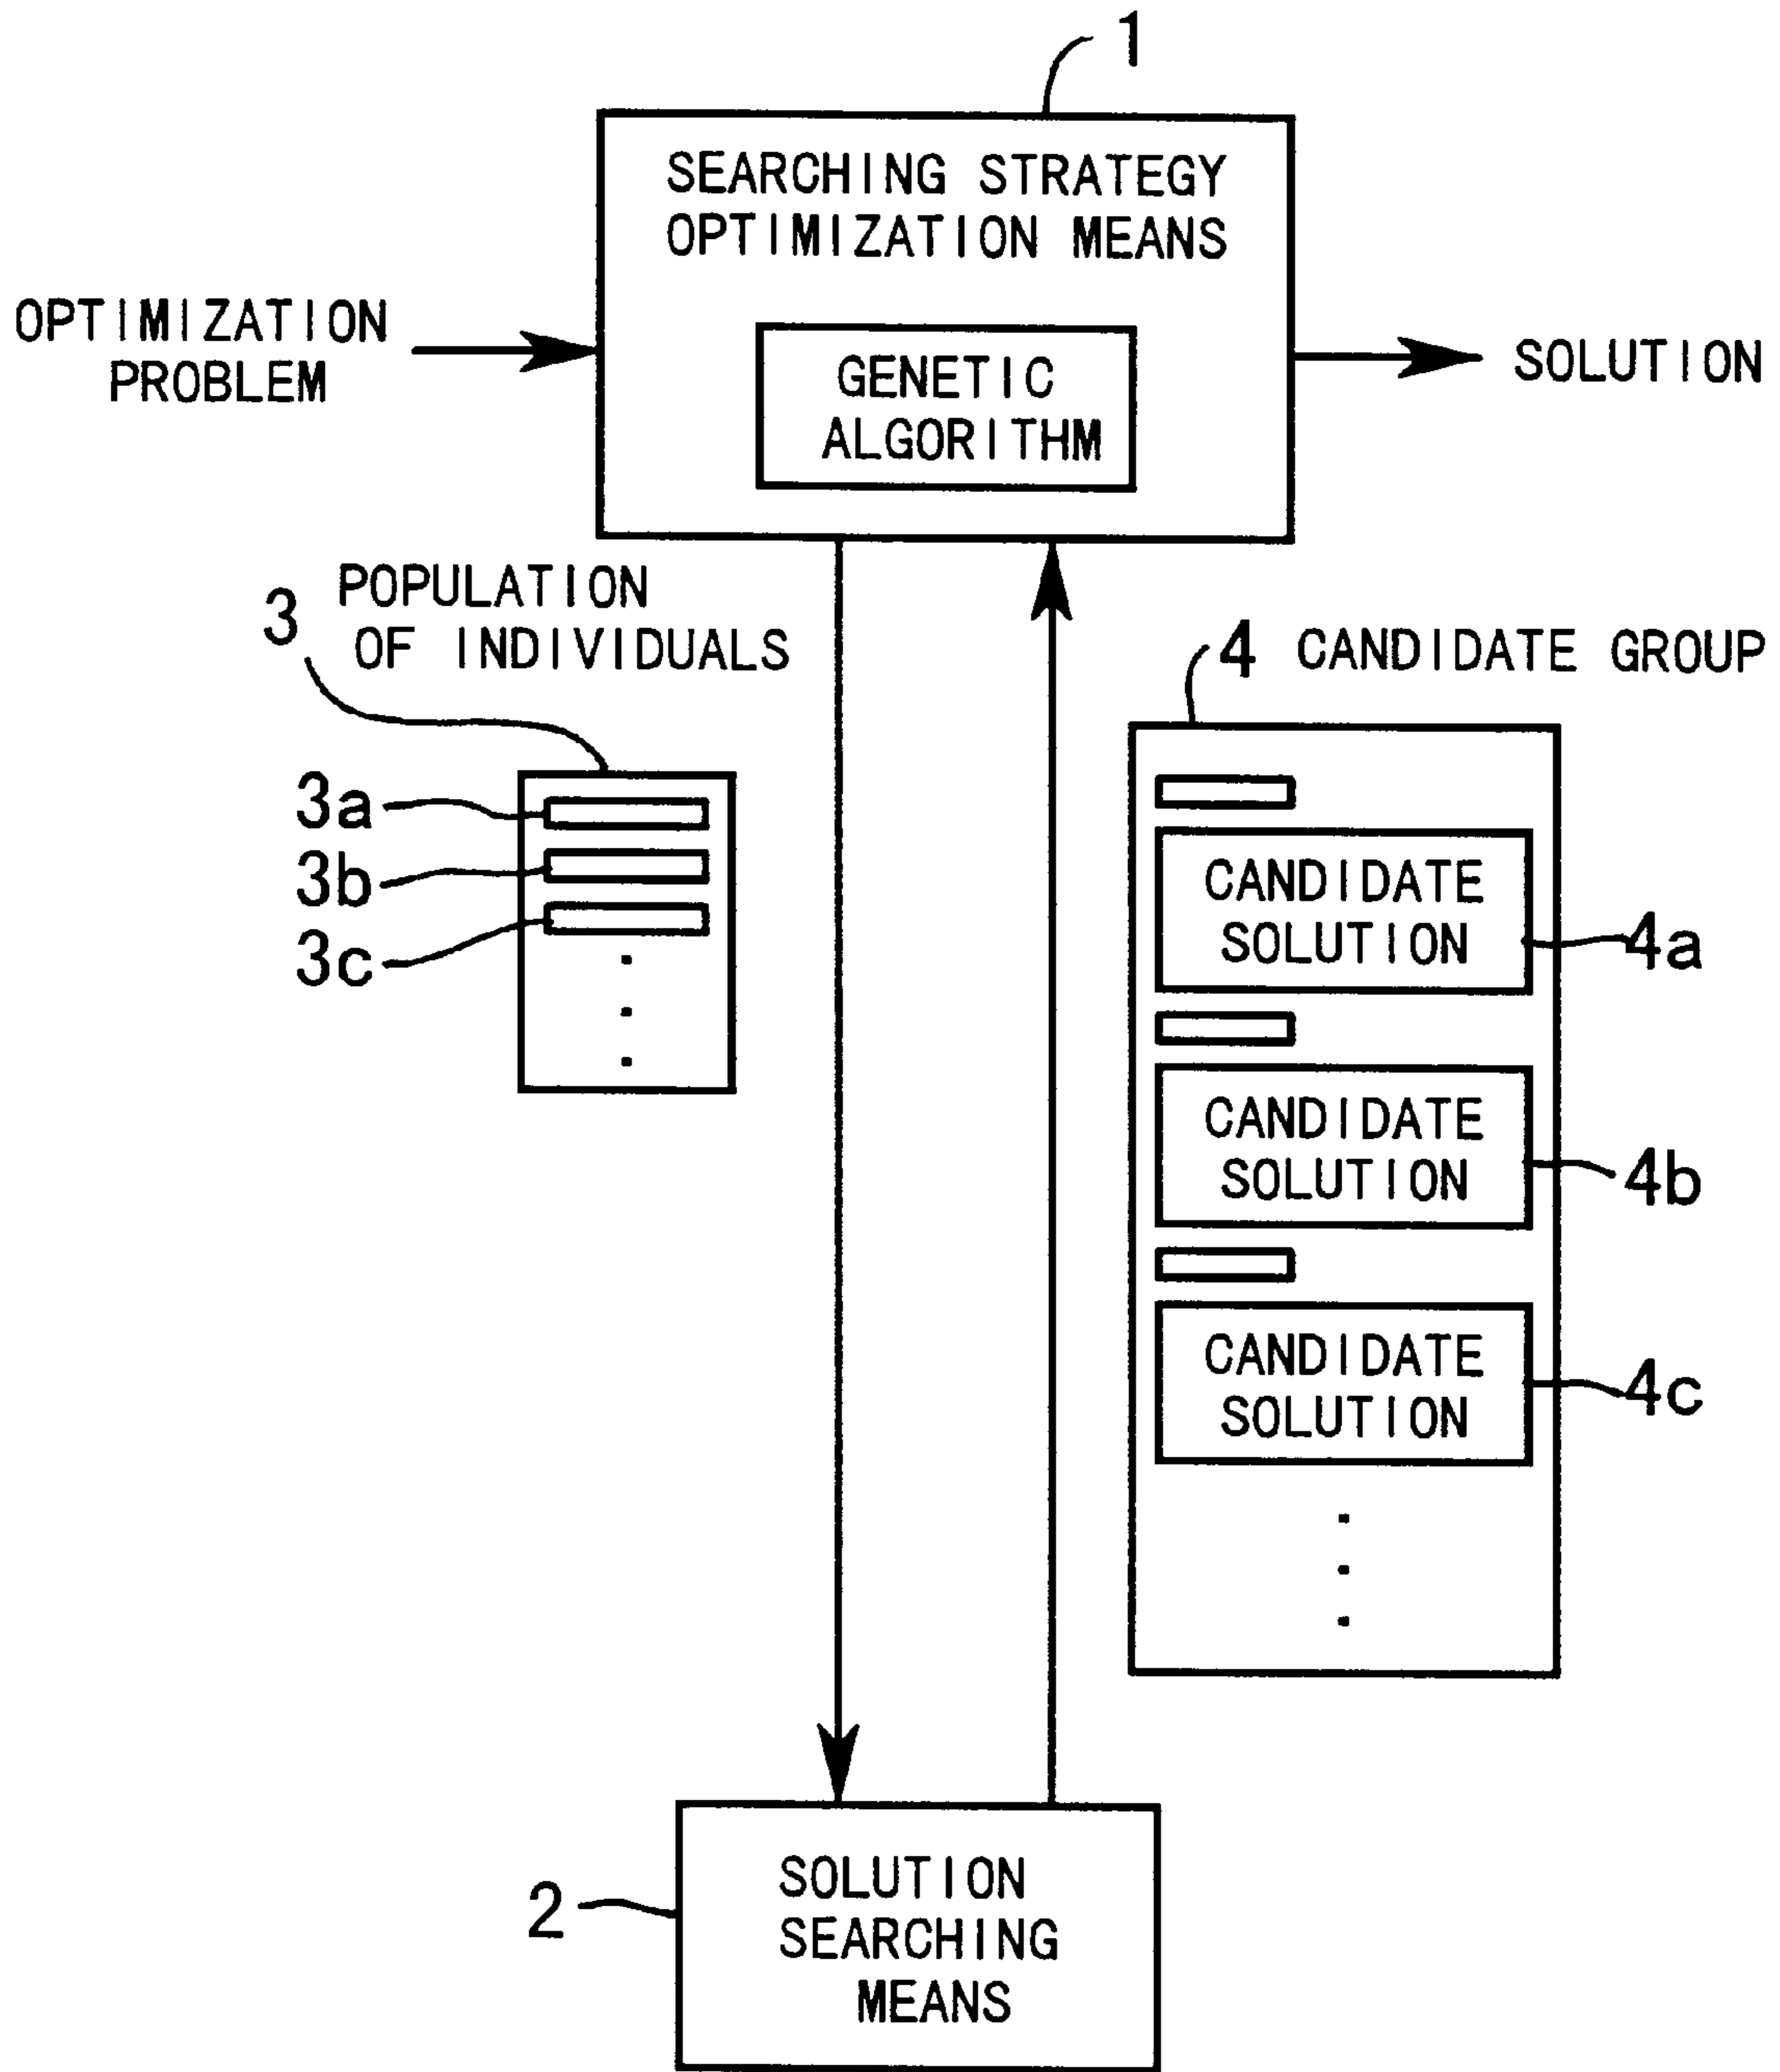 1
SEARCHING STRATEGY
OPTIMIZATION MEANS
OPTIMIZATION
PROBLEM
GENETIC
ALGORITHM
SOLUTION
3 POPULATION
OF INDIVIDUALS
4 CANDIDATE GROUP
3a
3b
3c
CANDIDATE
SOLUTION
4a
CANDIDATE
SOLUTION
4b
CANDIDATE
SOLUTION
4c
2
SOLUTION
SEARCHING
MEANS